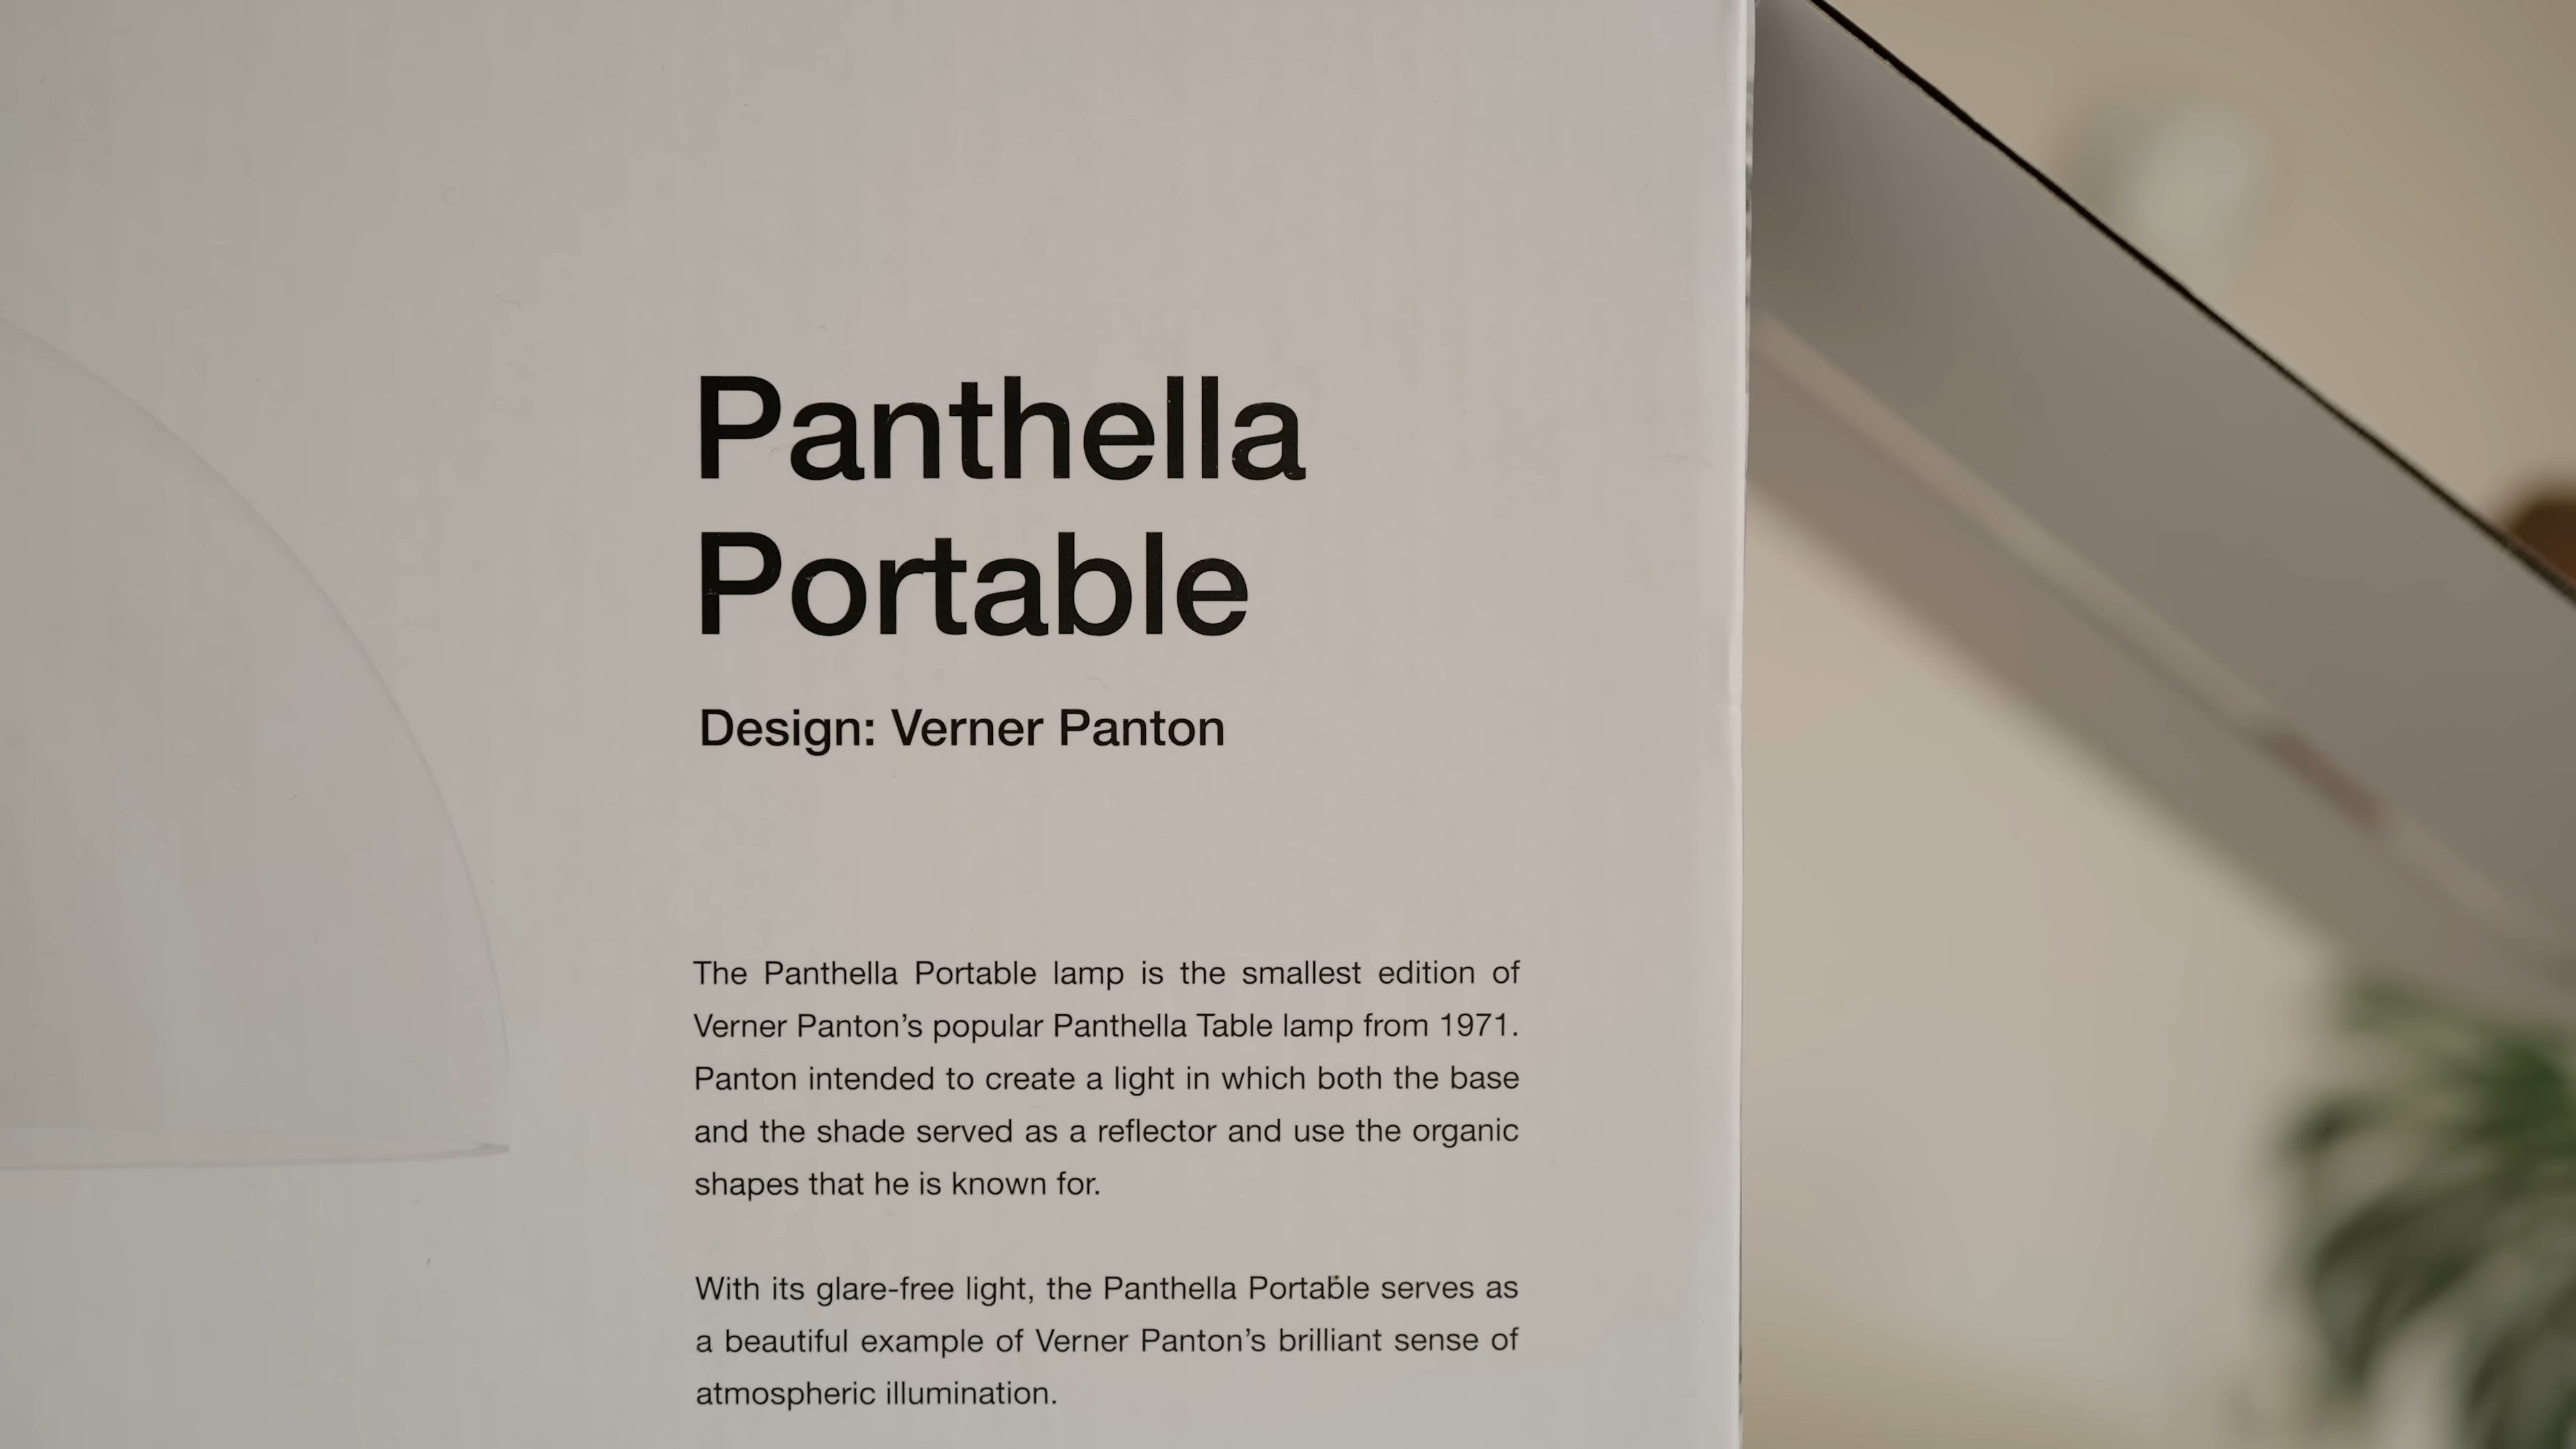 Panthella
Portable
Design: Verner Panton
The Panthella Portable lamp is the smallest edition of
Verner Panton’s popular Panthella Table lamp from 1971.
Panton intended to create a light in which both the base
and the shade served as a reflector and use the organic
shapes that he is known for.
With its glare-free light, the Panthella Portable serves as
a beautiful example of Verner Panton’s brilliant sense of
atmospheric illumination.